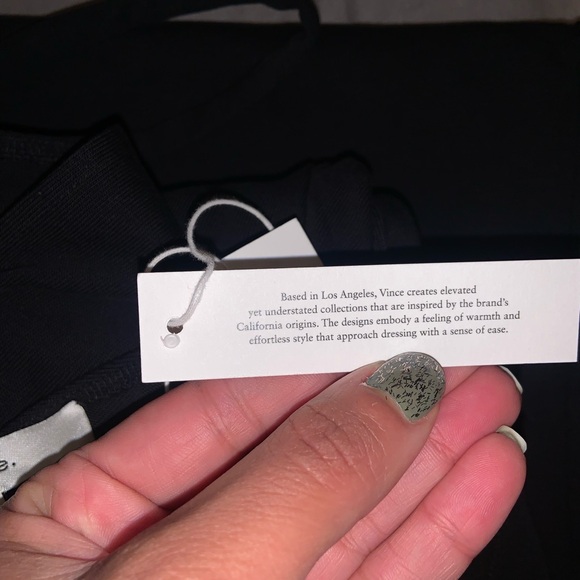 Based in Los Angeles, Vince creates elevated
yet understated collections that are inspired by the brand's
California origins. The designs embody a feeling of warmth and
effortless style that approach dressing with a sense of ease.
e.